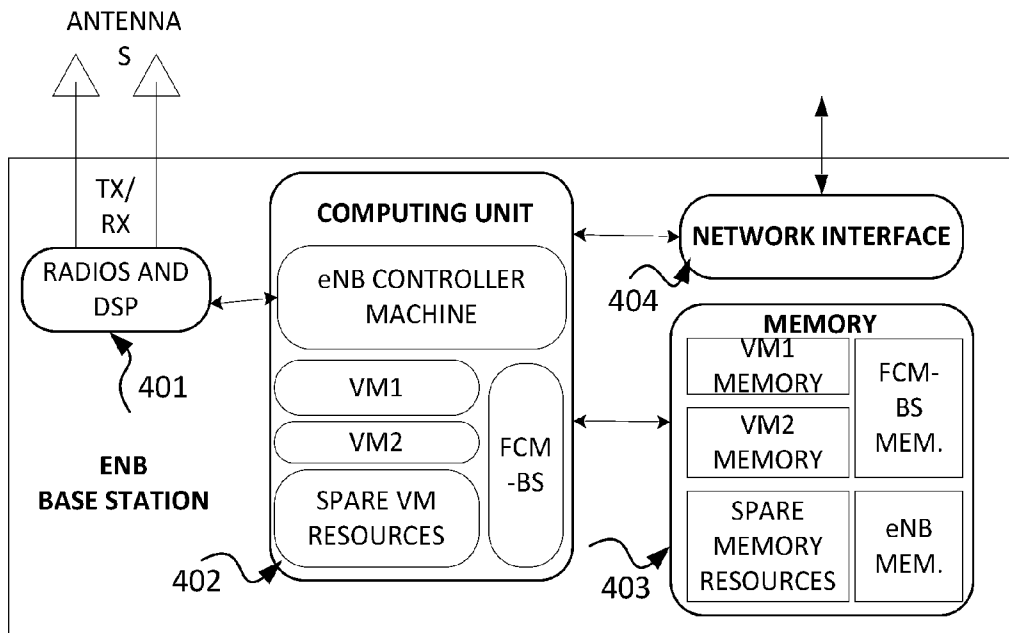 ANTENNA
S
TX/
RX
RADIOS AND
DSP
401
ENB
BASE STATION
COMPUTING UNIT
eNB CONTROLLER
MACHINE
VM1
VM2
SPARE VM
RESOURCES
FCM
-BS
402
NETWORK INTERFACE
404
MEMORY
VM1
MEMORY
VM2
MEMORY
FCM-
BS
MEM.
SPARE
MEMORY
RESOURCES
eNB
MEM.
403